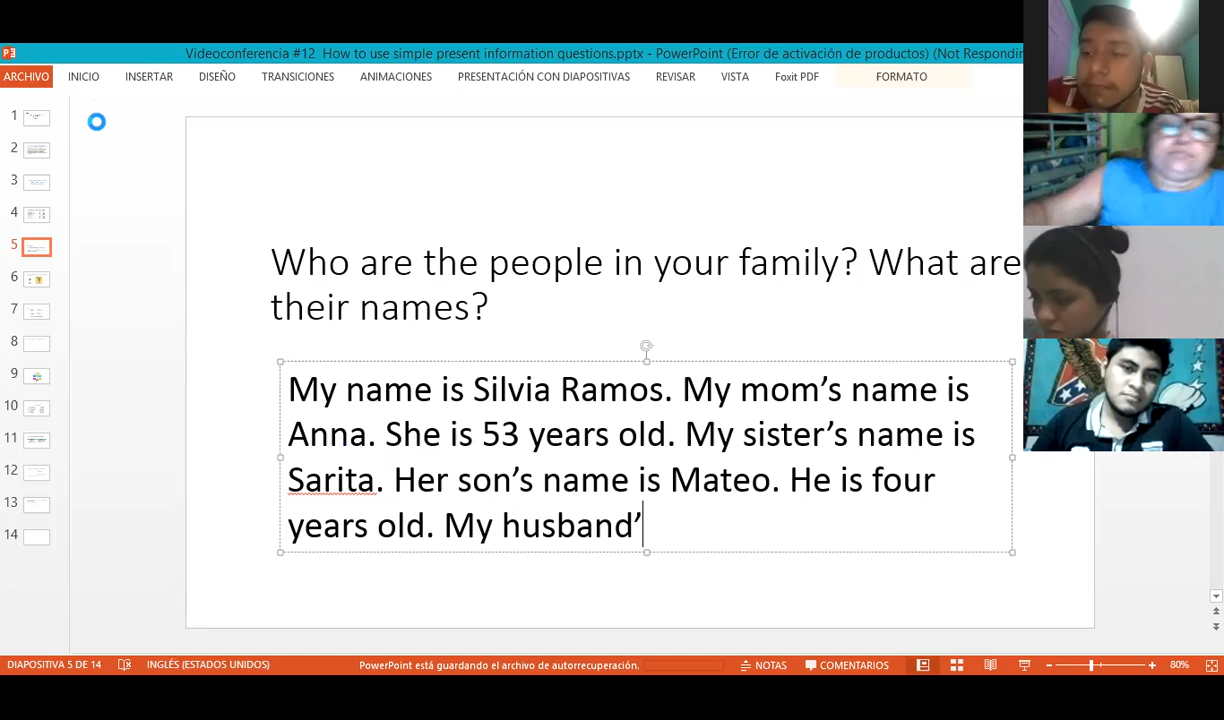 Videoconferencia #12 How to use simple present information questions.pptx - PowerPoint (Error de activación de productos) (Not Respondin
ARCHIVO INICIO INSERTAR DISEÑO TRANSICIONES ANIMACIONES PRESENTACIÓN CON DIAPOSITIVAS REVISAR VISTA Foxit PDF FORMATO
1
2
3
4
5
6
7
8
9
10
11
12
13
14
Who are the people in your family? What are
their names?
My name is Silvia Ramos. My mom’s name is
Anna. She is 53 years old. My sister’s name is
Sarita. Her son’s name is Mateo. He is four
years old. My husband’
DIAPOSITIVA 5 DE 14 INGLÉS (ESTADOS UNIDOS) PowerPoint está guardando el archivo de autorrecuperación. NOTAS COMENTARIOS 80%